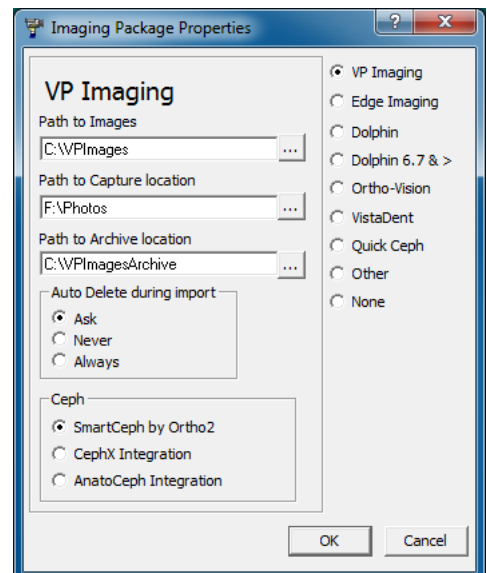 Imaging Package Properties
VP Imaging
Path to Images
C:\VPImages
...
Path to Capture location
F:\Photos
...
Path to Archive location
C:\VPImagesArchive
...
Auto Delete during import
Ask
Never
Always
Ceph
SmartCeph by Ortho2
CephX Integration
AnatoCeph Integration
VP Imaging
Edge Imaging
Dolphin
Dolphin 6.7 & >
Ortho-Vision
VistaDent
Quick Ceph
Other
None
OK
Cancel